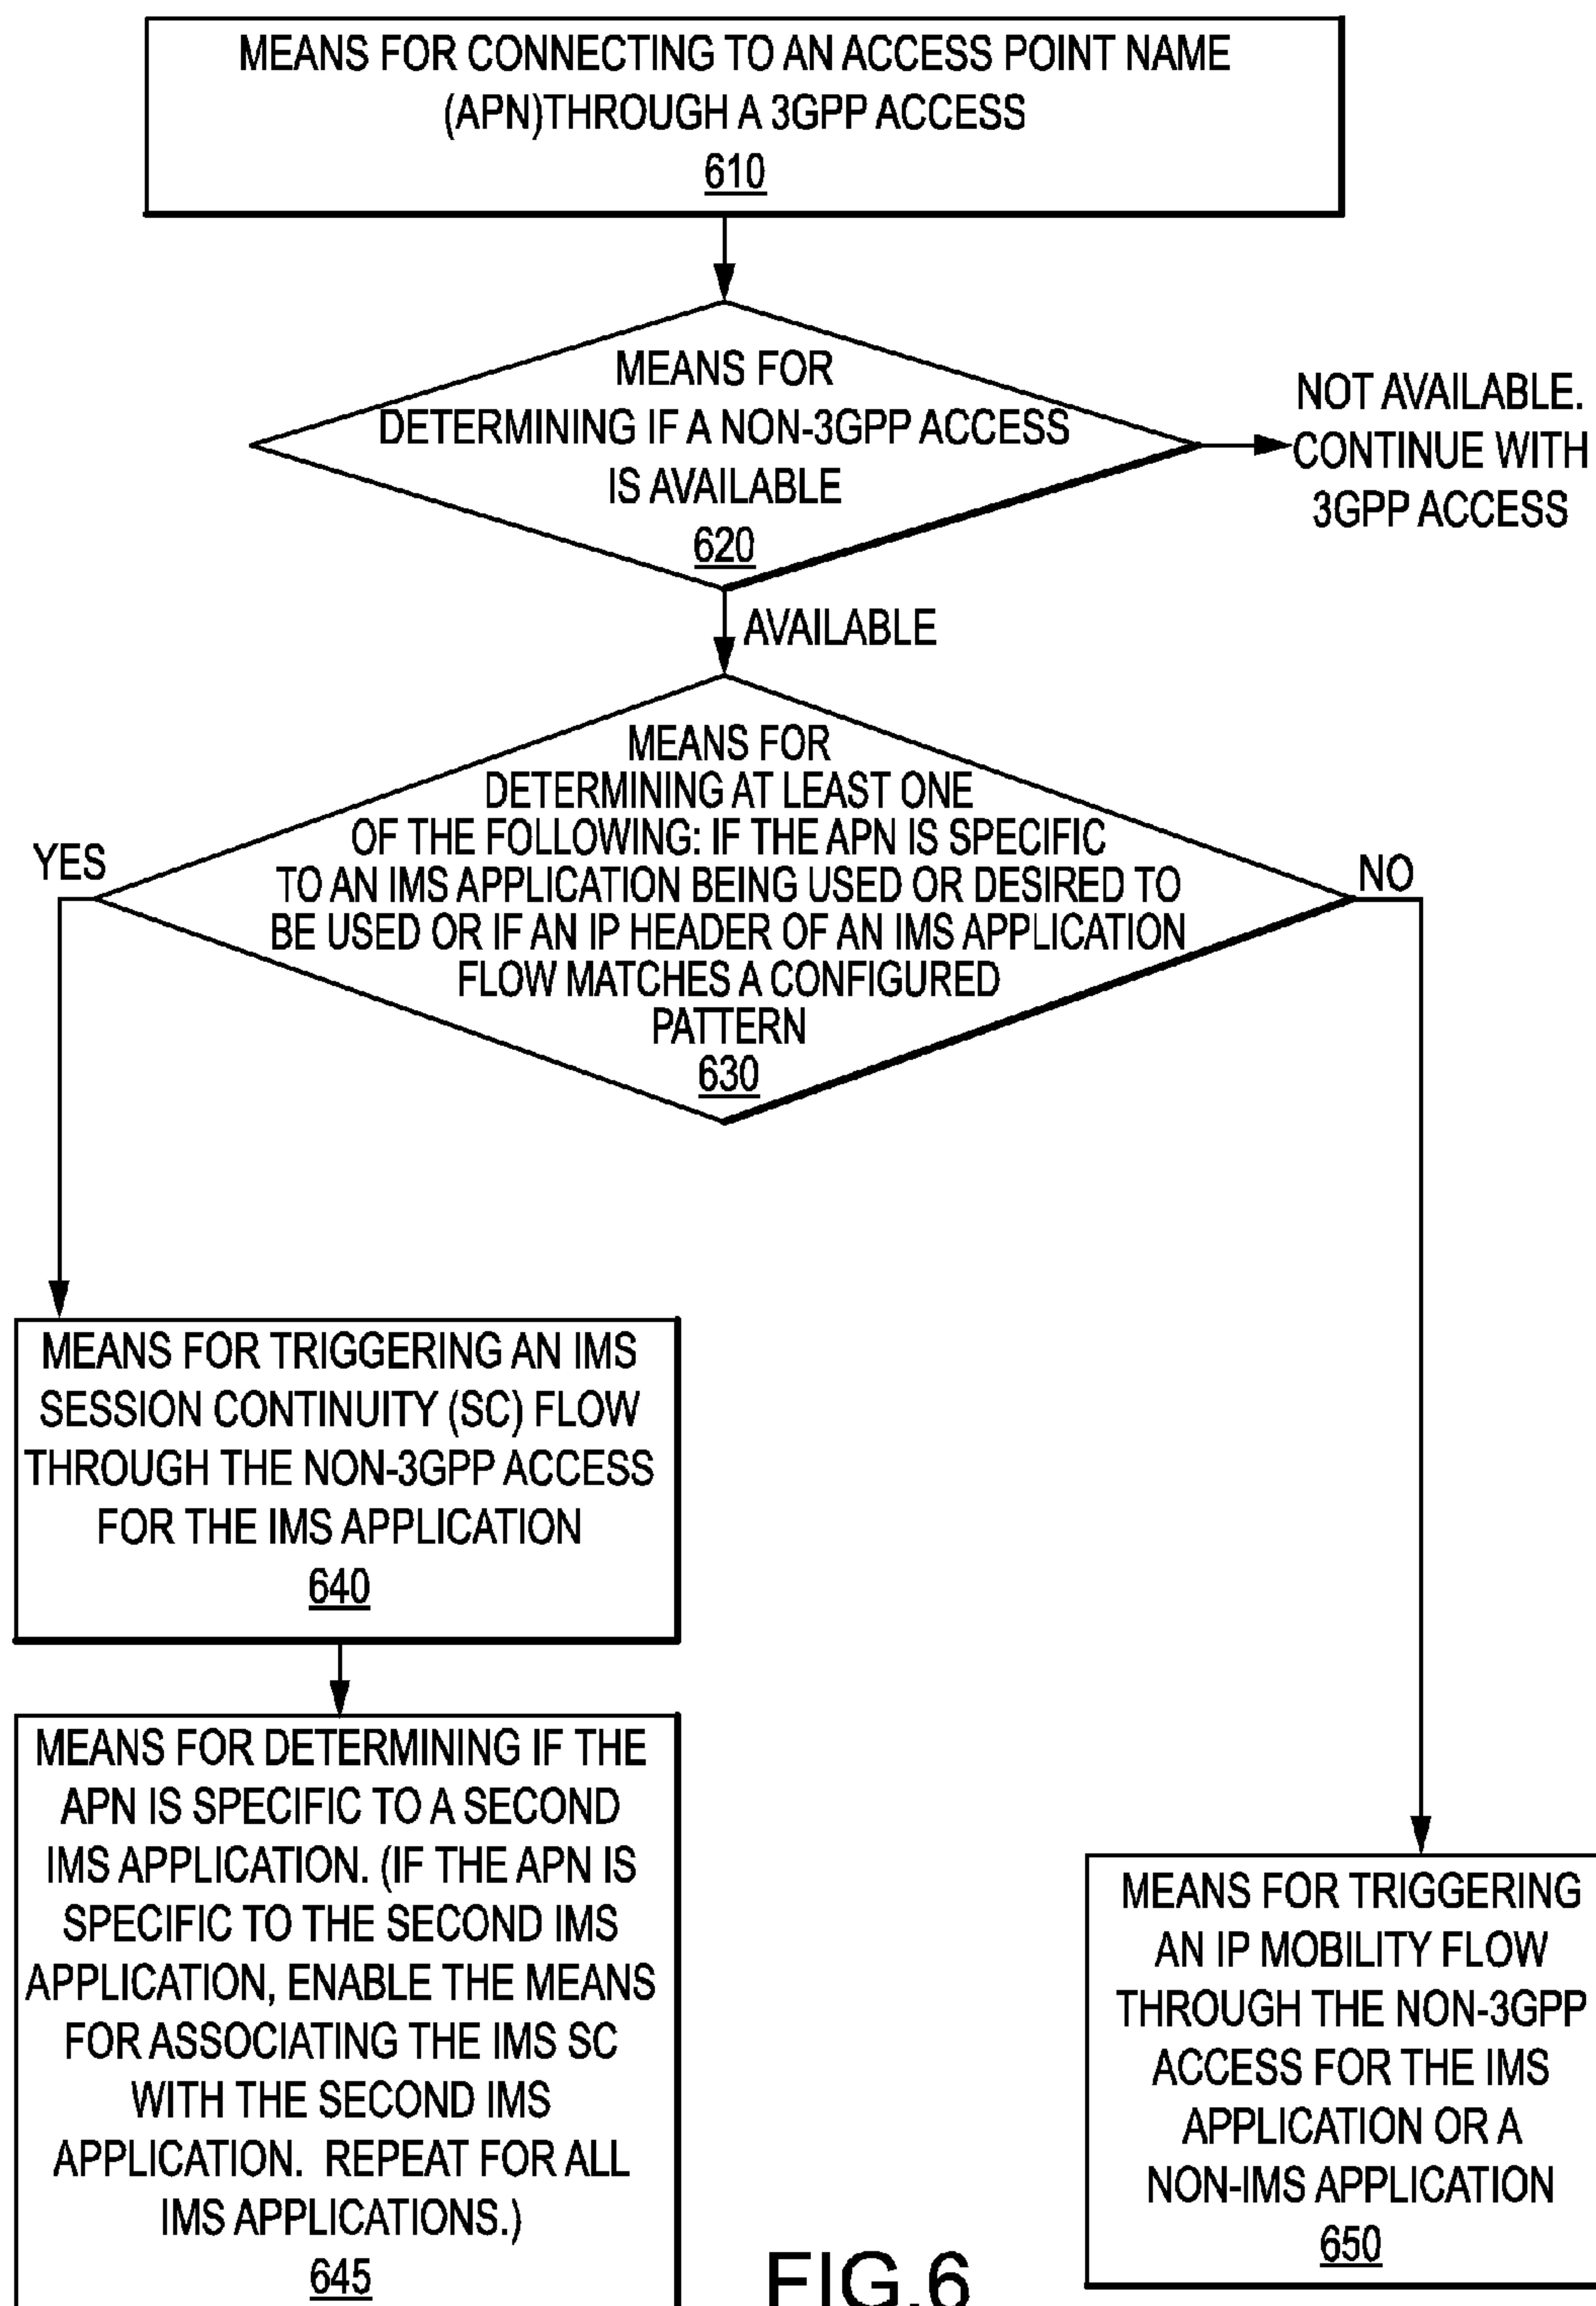 MEANS FOR CONNECTING TO AN ACCESS POINT NAME
(APN)THROUGH A 3GPP ACCESS
610
MEANS FOR
DETERMINING IF A NON-3GPP ACCESS
IS AVAILABLE
620
NOT AVAILABLE.
CONTINUE WITH
3GPP ACCESS
AVAILABLE
MEANS FOR
DETERMINING AT LEAST ONE
OF THE FOLLOWING: IF THE APN IS SPECIFIC
TO AN IMS APPLICATION BEING USED OR DESIRED TO
BE USED OR IF AN IP HEADER OF AN IMS APPLICATION
FLOW MATCHES A CONFIGURED
PATTERN
630
YES
NO
MEANS FOR TRIGGERING AN IMS
SESSION CONTINUITY (SC) FLOW
THROUGH THE NON-3GPP ACCESS
FOR THE IMS APPLICATION
640
MEANS FOR DETERMINING IF THE
APN IS SPECIFIC TO A SECOND
IMS APPLICATION. (IF THE APN IS
SPECIFIC TO THE SECOND IMS
APPLICATION, ENABLE THE MEANS
FOR ASSOCIATING THE IMS SC
WITH THE SECOND IMS
APPLICATION. REPEAT FOR ALL
IMS APPLICATIONS.)
645
MEANS FOR TRIGGERING
AN IP MOBILITY FLOW
THROUGH THE NON-3GPP
ACCESS FOR THE IMS
APPLICATION OR A
NON-IMS APPLICATION
650
FIG.6